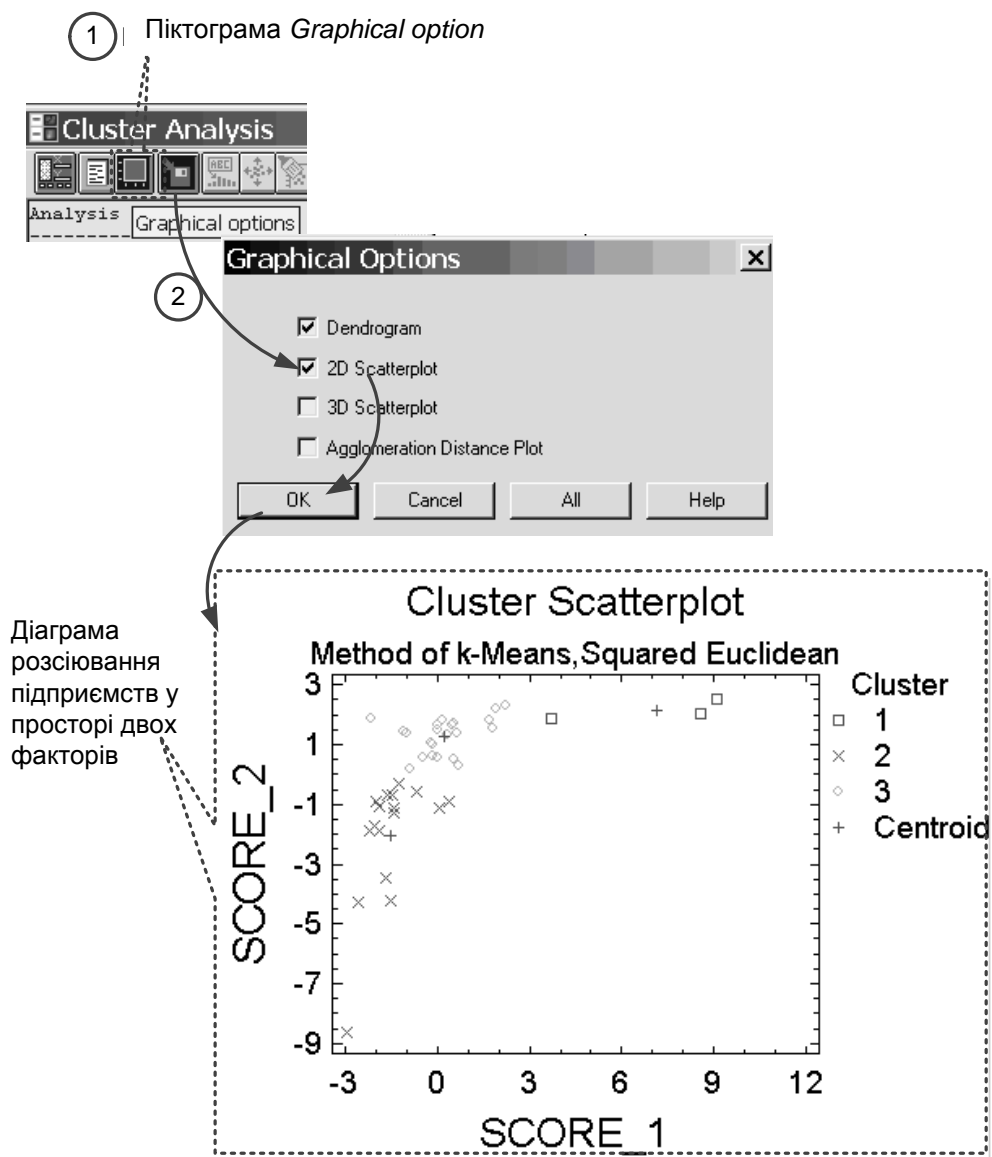 1
Піктограма Graphical option
Cluster Analysis
ABC
Analysis
Graphical options
Graphical Options
2
Dendrogram
2D Scatterplot
3D Scatterplot
Agglomeration Distance Plot
OK Cancel All Help
Діаграма
розсіювання
підприємств у
просторі двох
факторів
Cluster Scatterplot
Method of k-Means,Squared Euclidean
Cluster
1
2
3
Centroid
SCORE_2
3
1
-1
-3
-5
-7
-9
-3 0 3 6 9 12
SCORE_1